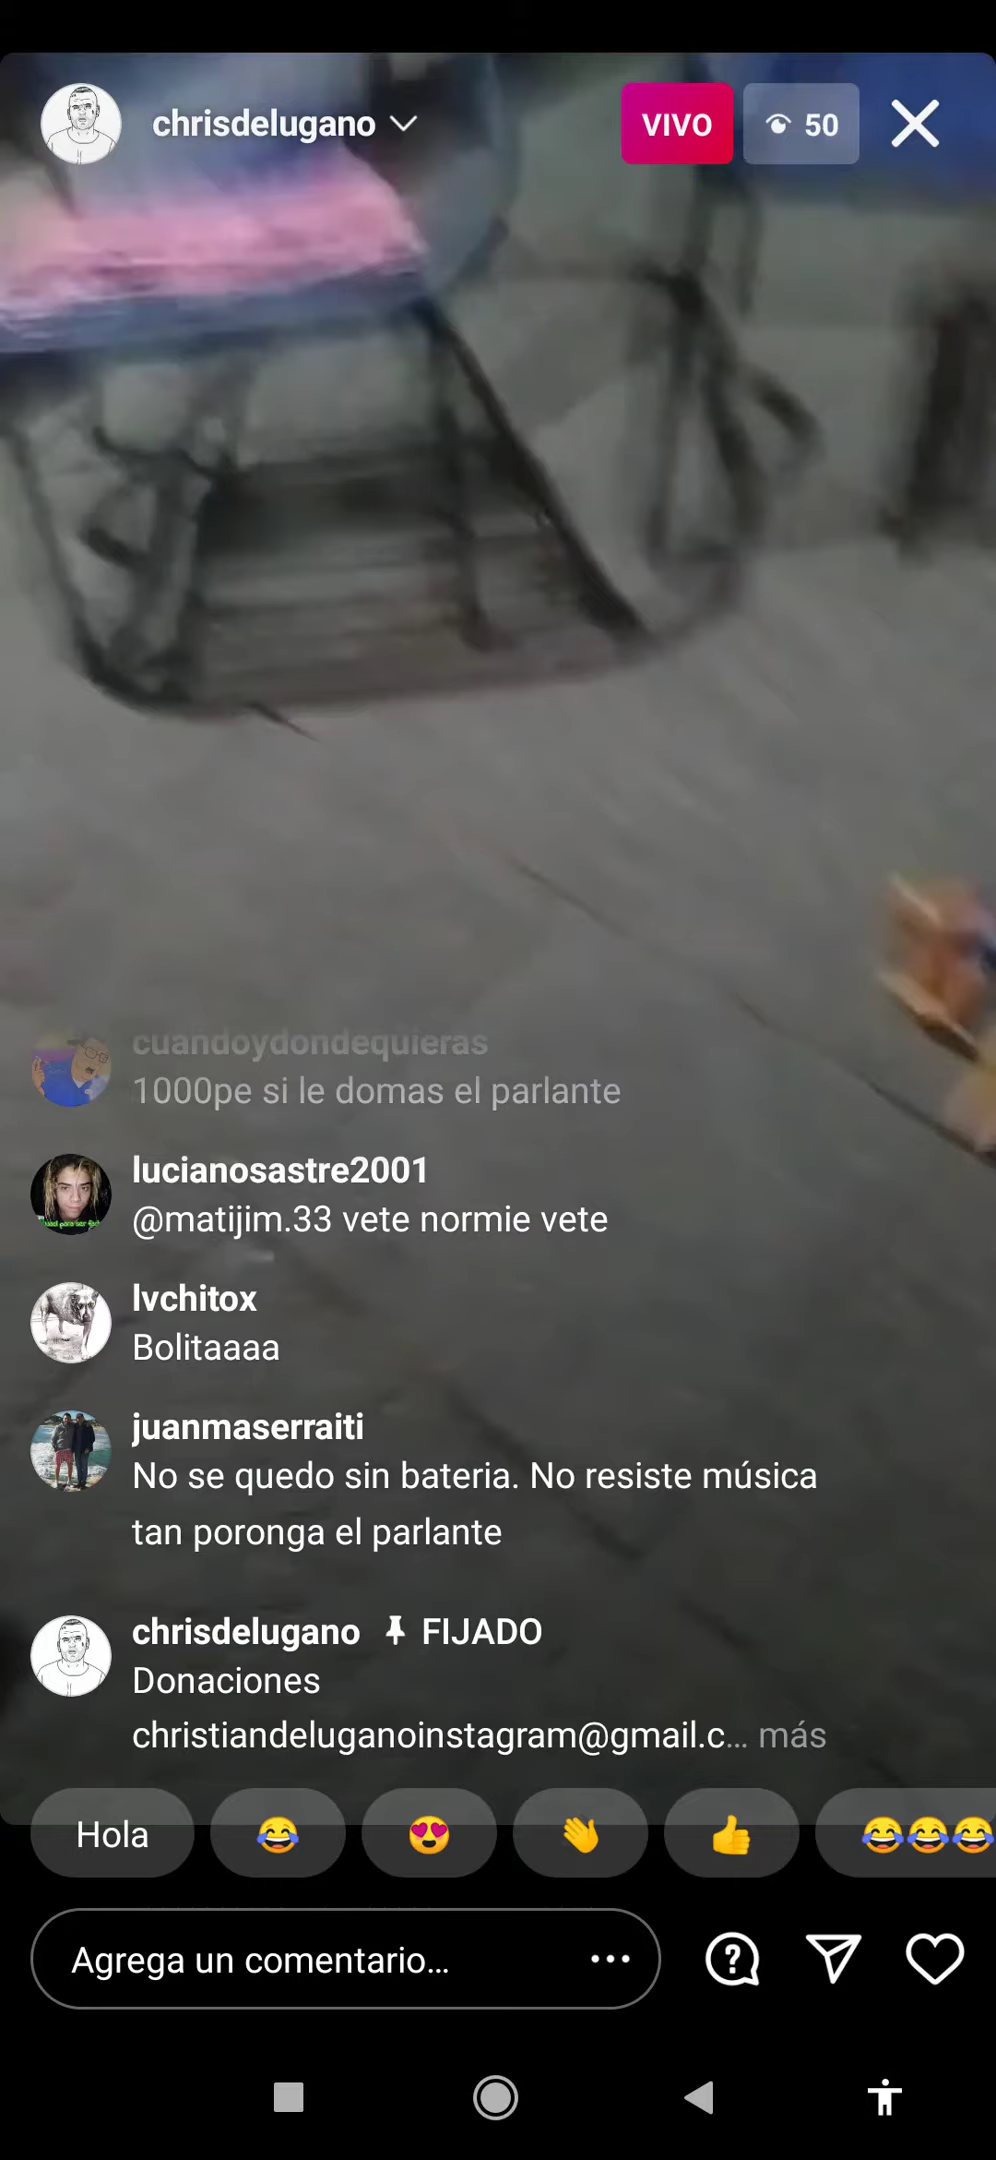 chrisdelugano
VIVO
50
cuandoydondequieras
1000pe si le domas el parlante
lucianosastre2001
@matijim.33 vete normie vete
lvchitox
Bolitaaaa
juanmaserraiti
No se quedo sin bateria. No resiste música
tan poronga el parlante
chrisdelugano FIJADO
Donaciones
christiandeluganoinstagram@gmail.c... más
Hola
Agrega un comentario...